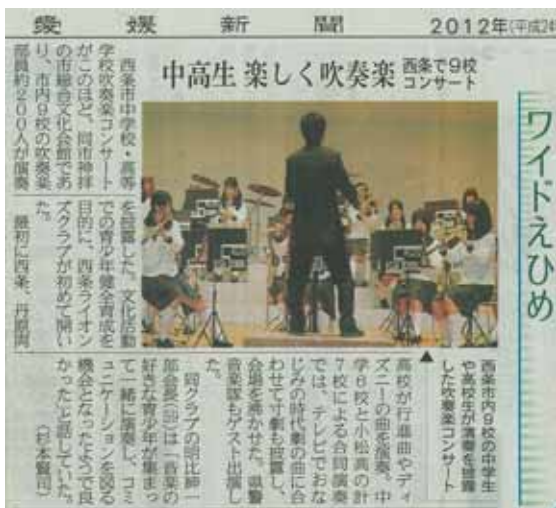 愛媛新聞
2012年(平成24
ワイドえひめ
中高生 楽しく吹奏楽
西条で9校
コンサート
西条市中学校・高等
学校吹奏楽コンサート
がこのほど、同市神拝
の市総合文化会館であ
り、市内9校の吹奏楽
部員約200人が演奏
を披露した。文化活動
での青少年健全育成を
目的に、西条ライオン
ズクラブが初めて開い
た。
最初に西条、丹原両
高校が行進曲やディ
ズニーの曲を演奏。中
学6校と小松高の計
7校による合同演奏
では、テレビでおな
じみの時代劇の曲に合
わせて寸劇も披露し、
会場を沸かせた。県警
音楽隊もゲスト出演し
た。
同クラブの明比紳一
部会長は「音楽の
好きな青少年が集まっ
て一緒に演奏し、コミ
ュニケーションを図る
機会となったようで良
かった」と話していた。
(杉本賢司)
▲
西条市内9校の中学生
や高校生が演奏を披露
した吹奏楽コンサート